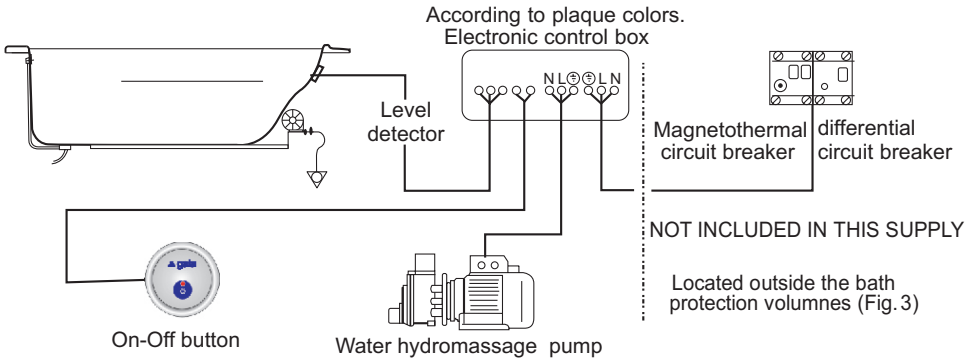 According to plaque colors.
Electronic control box
N L L N
Level
detector
Magnetothermal
circuit breaker
differential
circuit breaker
NOT INCLUDED IN THIS SUPPLY
Located outside the bath
protection volumnes (Fig. 3)
On-Off button
Water hydromassage pump